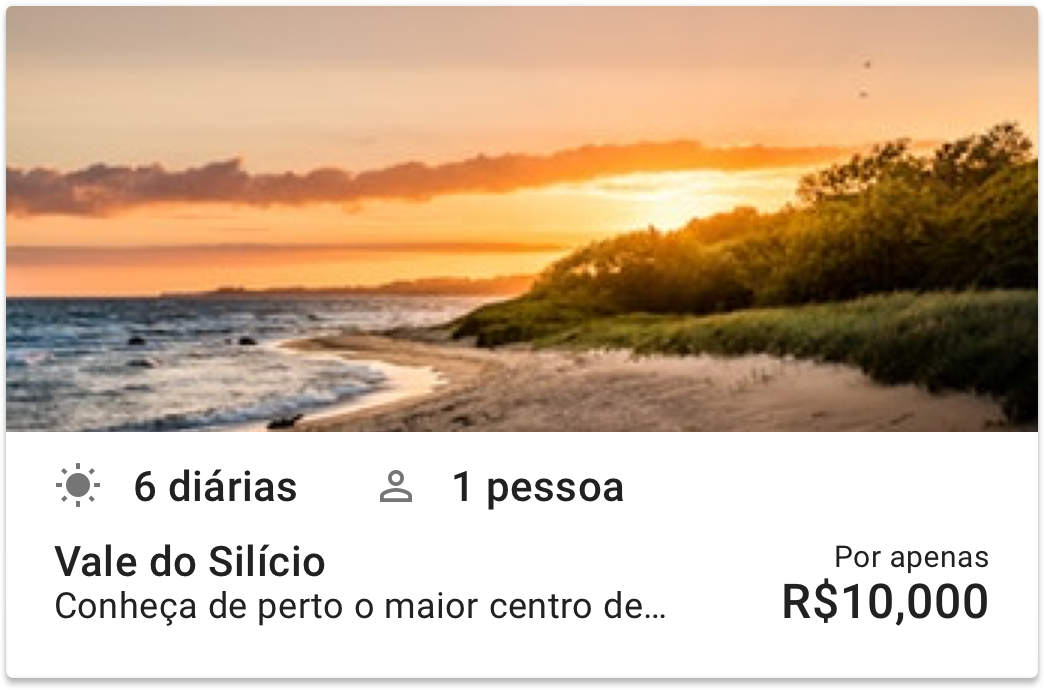 6 diárias
1 pessoa
Vale do Silício
Conheça de perto o maior centro de…
Por apenas
R$10,000